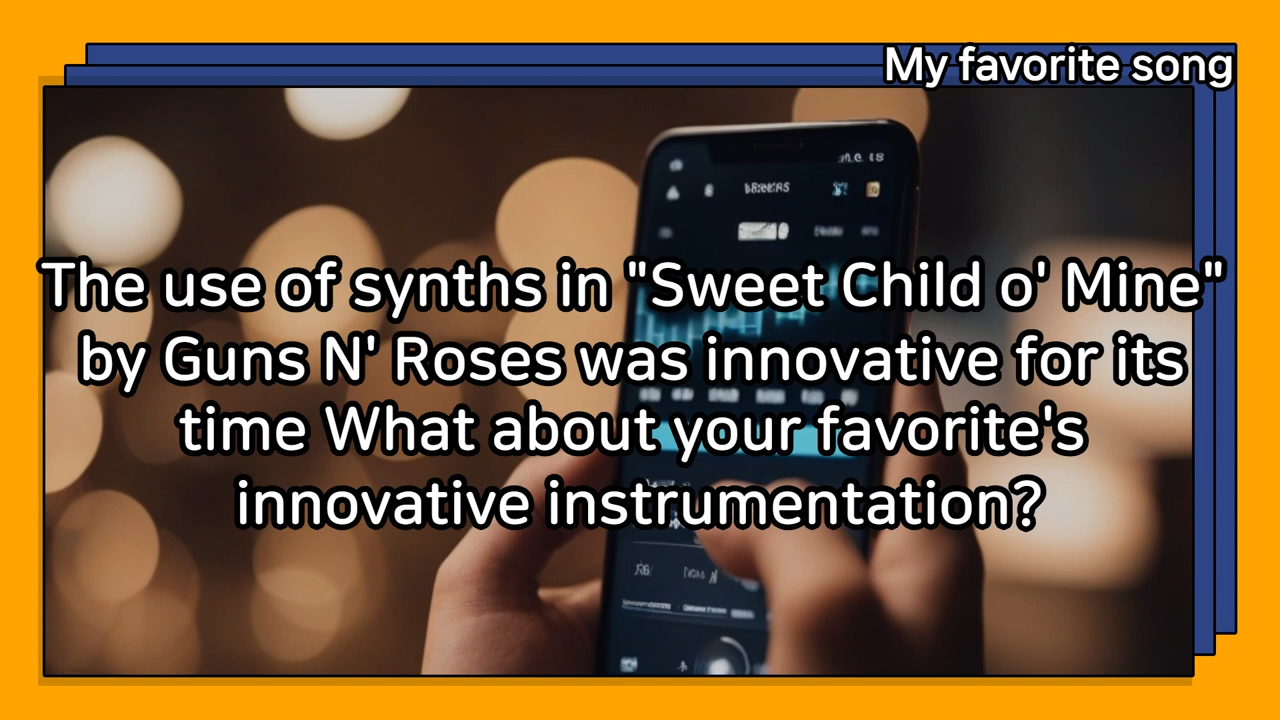 My favorite song
The use of synths in "Sweet Child o' Mine"
by Guns N' Roses was innovative for its
time What about your favorite's
innovative instrumentation?